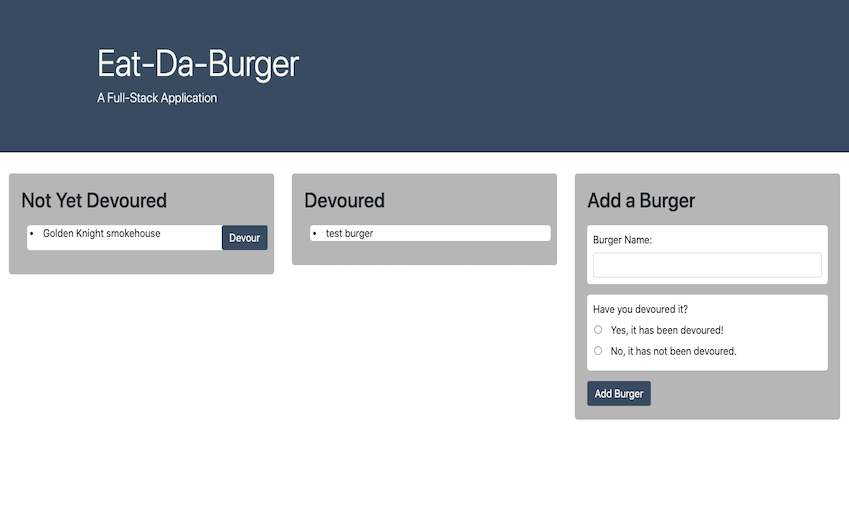 Eat-Da-Burger
A Full-Stack Application
Not Yet Devoured
• Golden Knight smokehouse
Devour
Devoured
• test burger
Add a Burger
Burger Name:
Have you devoured it?
Yes, it has been devoured!
No, it has not been devoured.
Add Burger